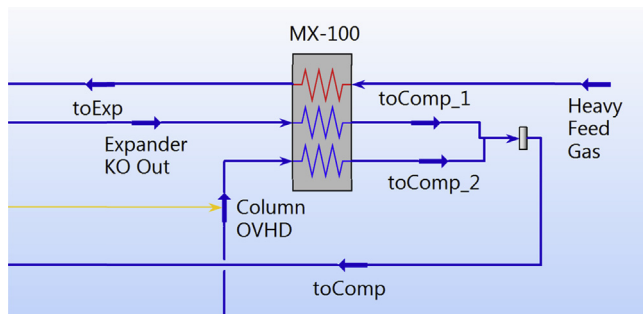 MX-100
toExp
toComp_1
Heavy
Feed
Gas
Expander
KO Out
toComp_2
Column
OVHD
toComp